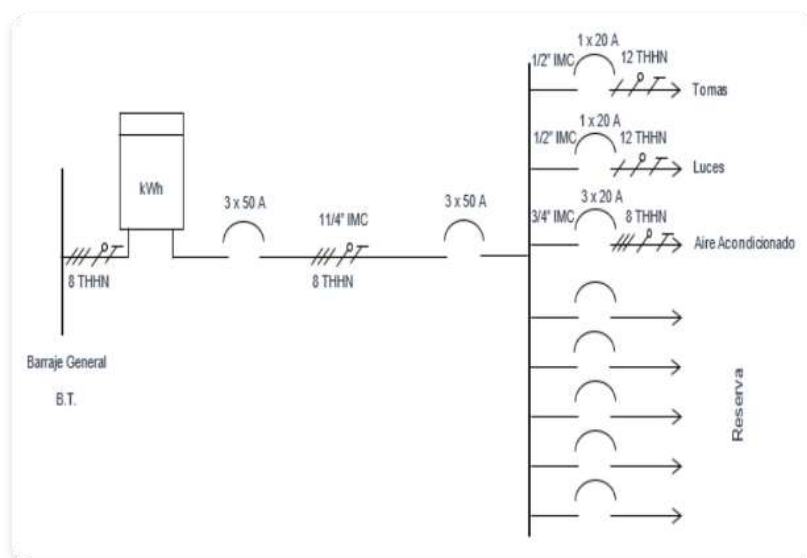 1 x 20 A
1/2" IMC
12 THHN
Tomas
1 x 20 A
1/2" IMC
12 THHN
Luces
kWh
3 x 50 A
3 x 50 A
3 x 20 A
11/4" IMC
3/4" IMC
8 THHN
Aire Acondicionado
8 THHN
8 THHN
Barraje General
B.T.
Reserva